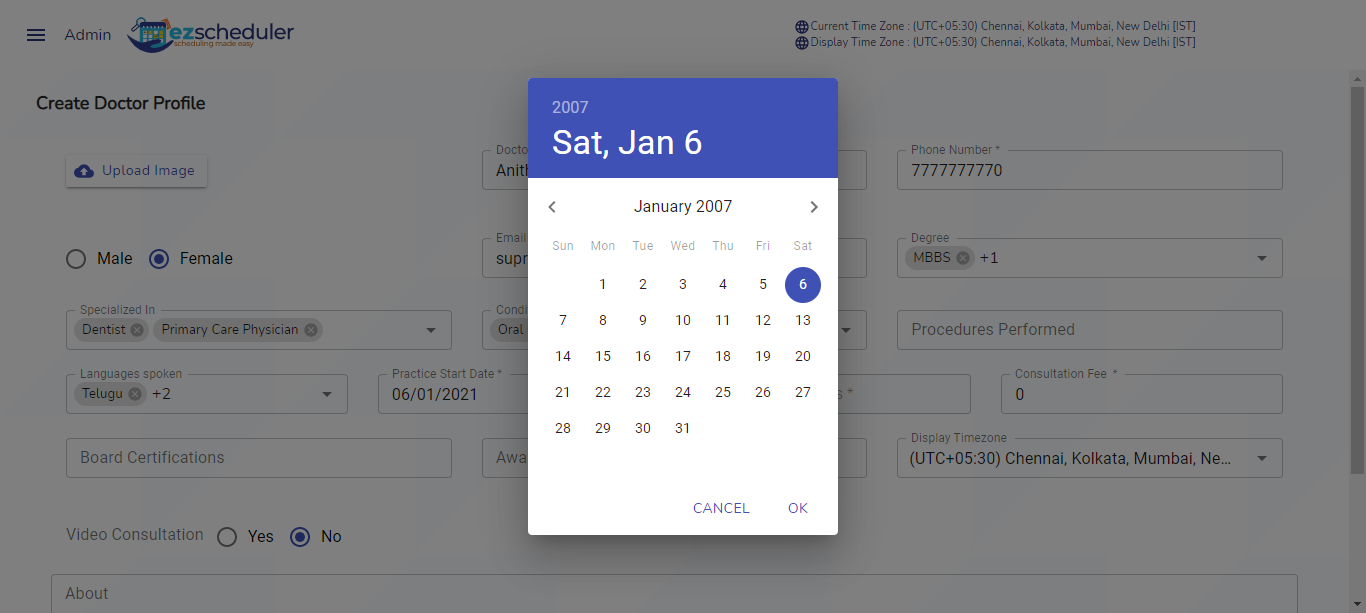 Admin
ezscheduler
scheduling made easy
Current Time Zone : (UTC+05:30) Chennai, Kolkata, Mumbai, New Delhi [IST]
Display Time Zone : (UTC+05:30) Chennai, Kolkata, Mumbai, New Delhi [IST]
Create Doctor Profile
2007
Sat, Jan 6
January 2007
Sun Mon Tue Wed Thu Fri Sat
1 2 3 4 5 6
7 8 9 10 11 12 13
14 15 16 17 18 19 20
21 22 23 24 25 26 27
28 29 30 31
CANCEL OK
Upload Image
Docto
Anith
Phone Number *
7777777770
Male Female
Email
supr
Degree
MBBS +1
Specialized In
Dentist Primary Care Physician
Condi
Oral
Procedures Performed
Languages spoken
Telugu +2
Practice Start Date *
06/01/2021
s *
Consultation Fee *
0
Board Certifications
Awa
Display Timezone
(UTC+05:30) Chennai, Kolkata, Mumbai, Ne...
Video Consultation Yes No
About